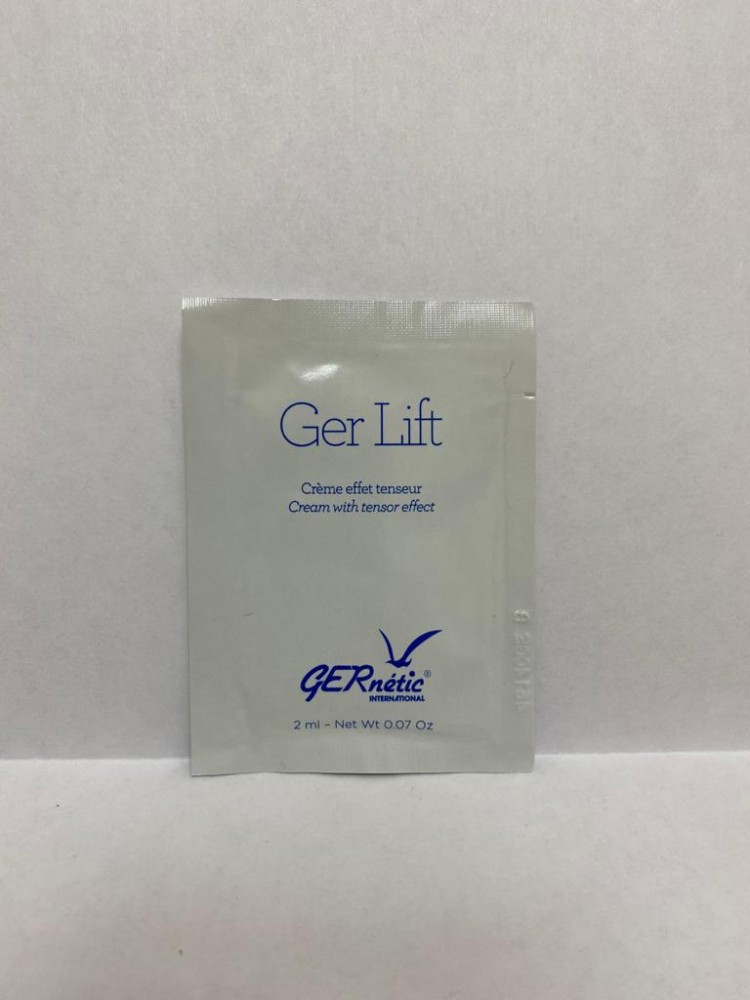 Ger Lift
Crème effet tenseur
Cream with tensor effect
GERnétic®
INTERNATIONAL
2 ml - Net Wt 0.07 Oz